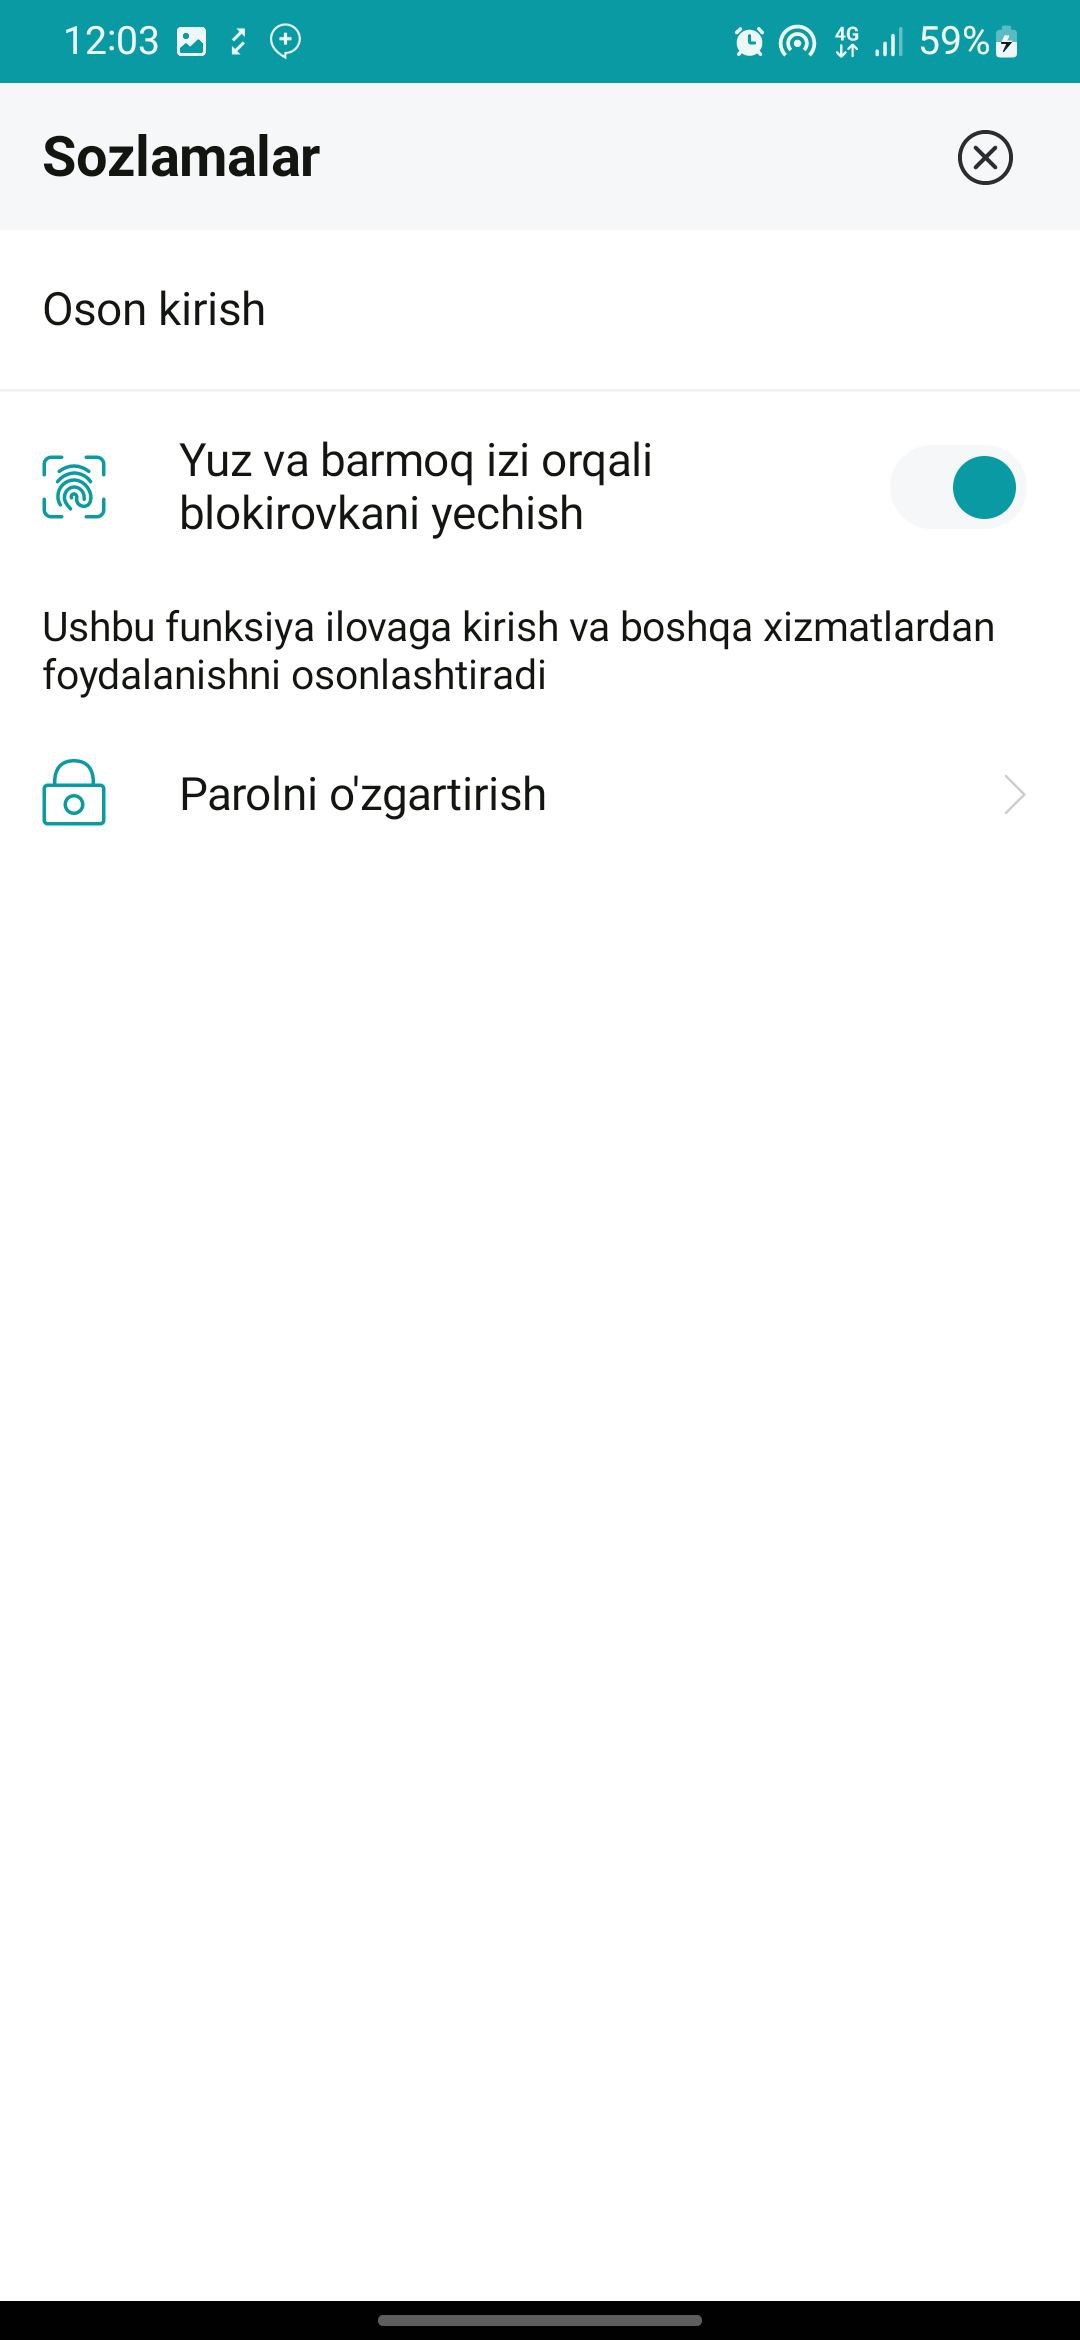 12:03
4G
59%
Sozlamalar
Oson kirish
Yuz va barmoq izi orqali
blokirovkani yechish
Ushbu funksiya ilovaga kirish va boshqa xizmatlardan
foydalanishni osonlashtiradi
Parolni o'zgartirish